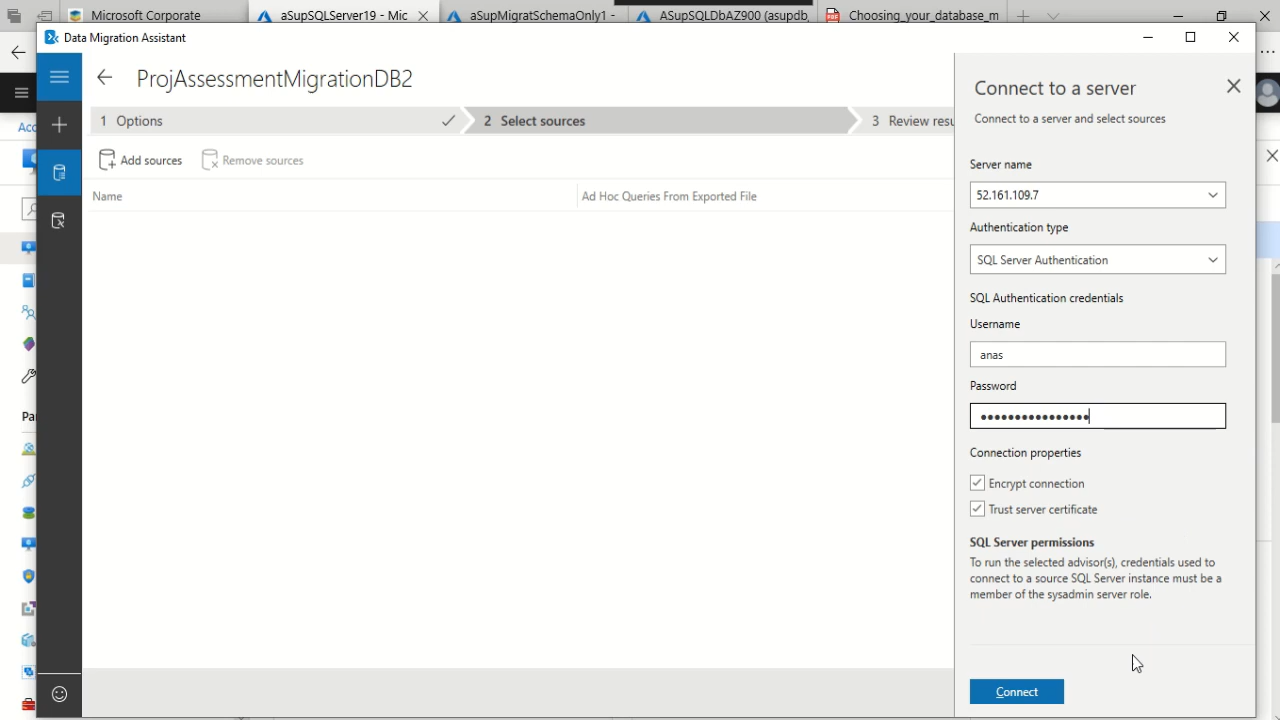 Microsoft Corporate
aSupSQLServer19 - Mic
aSupMigratSchemaOnly1 -
ASupSQLDbAZ900 (asupdb,
Choosing_your_database_m
Data Migration Assistant
ProjAssessmentMigrationDB2
1 Options
2 Select sources
3 Review resu
Add sources
Remove sources
Name
Ad Hoc Queries From Exported File
Acc
Pa
Connect to a server
Connect to a server and select sources
Server name
52.161.109.7
Authentication type
SQL Server Authentication
SQL Authentication credentials
Username
anas
Password
••••••••••••••••
Connection properties
Encrypt connection
Trust server certificate
SQL Server permissions
To run the selected advisor(s), credentials used to
connect to a source SQL Server instance must be a
member of the sysadmin server role.
Connect